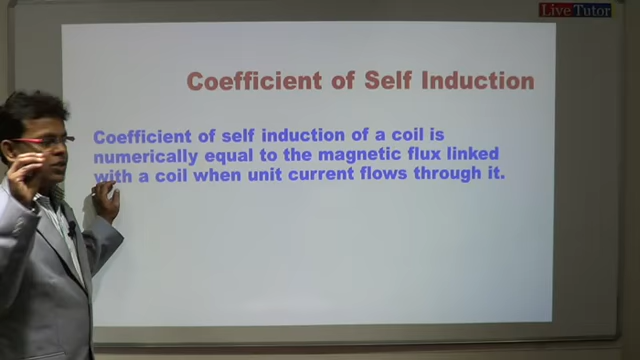 Live Tutor
Coefficient of Self Induction
Coefficient of self induction of a coil is
numerically equal to the magnetic flux linked
with a coil when unit current flows through it.